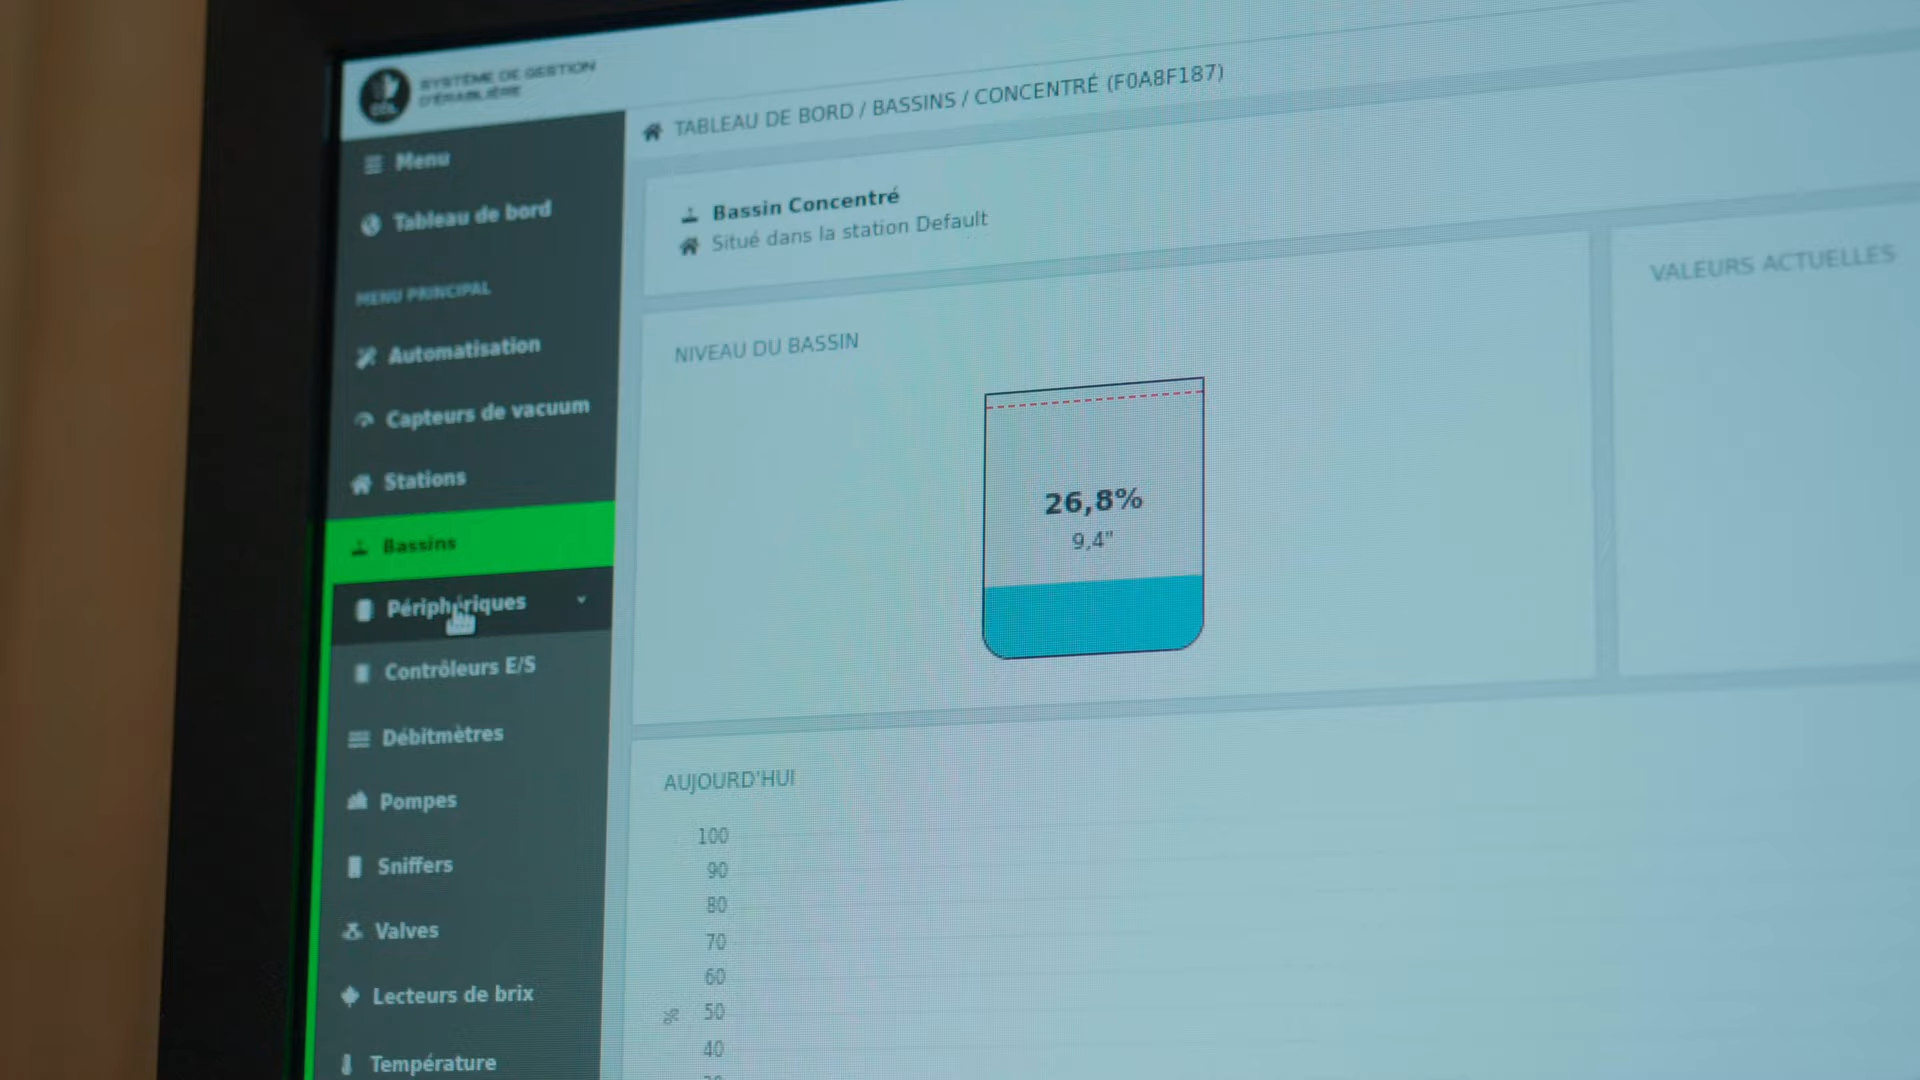 SYSTÈME DE GESTION
D'ÉRABLIÈRE
Menu
Tableau de bord
MENU PRINCIPAL
Automatisation
Capteurs de vacuum
Stations
Bassins
Périphériques
Contrôleurs E/S
Débitmètres
Pompes
Sniffers
Valves
Lecteurs de brix
Température
TABLEAU DE BORD / BASSINS / CONCENTRÉ (F0A8F187)
Bassin Concentré
Situé dans la station Default
NIVEAU DU BASSIN
26,8%
9,4"
VALEURS ACTUELLES
AUJOURD'HUI
100
90
80
70
60
50
40
%